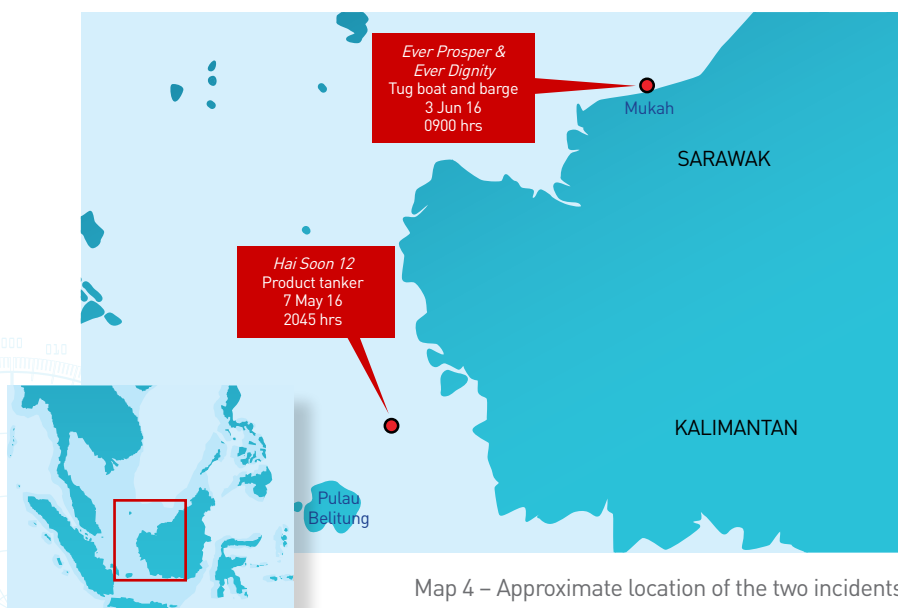 Ever Prosper &
Ever Dignity
Tug boat and barge
3 Jun 16
0900 hrs
Mukah
SARAWAK
Hai Soon 12
Product tanker
7 May 16
2045 hrs
KALIMANTAN
Pulau
Belitung
010
Map 4 – Approximate location of the two incidents